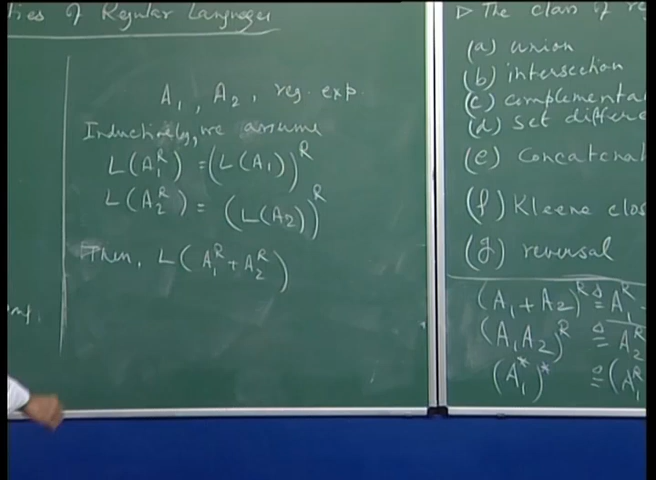 ties of Regular Languages
A₁, A₂, reg. exp.
Inductively, we assume
L(A₁ᴿ) = (L(A₁))ᴿ
L(A₂ᴿ) = (L(A₂))ᴿ
Then, L(A₁ᴿ + A₂ᴿ)
▷ The class of re
(a) union
(b) intersection
(c) complementa
(d) set differe
(e) Concatenat
(f) Kleene clos
(g) reversal
(A₁ + A₂)ᴿ ≜ A₁ᴿ
(A₁A₂)ᴿ ≜ A₂ᴿ
(A₁*)* ≜ (A₁ᴿ